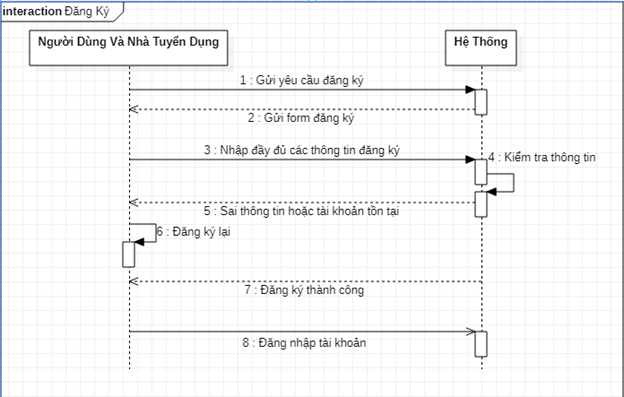 interaction Đăng Ký
Người Dùng Và Nhà Tuyển Dụng
Hệ Thống
1 : Gửi yêu cầu đăng ký
2 : Gửi form đăng ký
3 : Nhập đầy đủ các thông tin đăng ký
4 : Kiểm tra thông tin
5 : Sai thông tin hoặc tài khoản tồn tại
6 : Đăng ký lại
7 : Đăng ký thành công
8 : Đăng nhập tài khoản